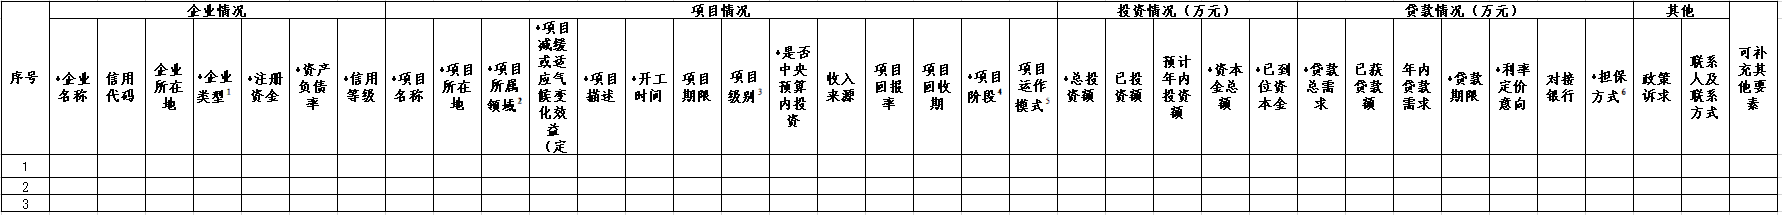 企业情况
项目情况
投资情况（万元）
贷款情况（万元）
其他
序号
♦企业
名称
信用
代码
企业
所在
地
♦企业
类型1
♦注册
资金
♦资产
负债
率
♦信用
等级
♦项目
名称
♦项目
所在
地
♦项目
所属
领域2
♦项目
减缓
或适
应气
候变
化效
益
（定
♦项目
描述
♦开工
时间
项目
期限
项目
级别3
♦是否
中央
预算
内投
资
收入
来源
项目
回报
率
项目
回收
期
♦项目
阶段4
项目
运作
模式5
♦总投
资额
已投
资额
预计
年内
投资
额
♦资本
金总
额
♦已到
位资
本金
♦贷款
总需
求
已获
贷款
额
年内
贷款
需求
♦贷款
期限
♦利率
定价
意向
对接
银行
♦担保
方式6
政策
诉求
联系
人及
联系
方式
可补
充其
他要
素
1
2
3